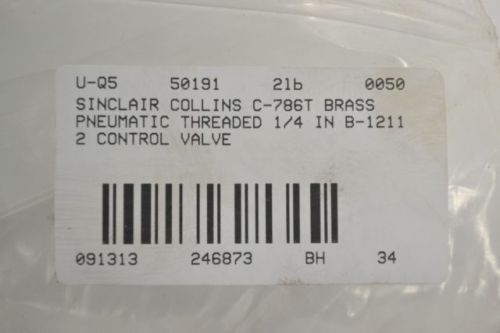 U-Q5 50191 2lb 0050
SINCLAIR COLLINS C-786T BRASS
PNEUMATIC THREADED 1/4 IN B-1211
2 CONTROL VALVE
091313 246873 BH 34